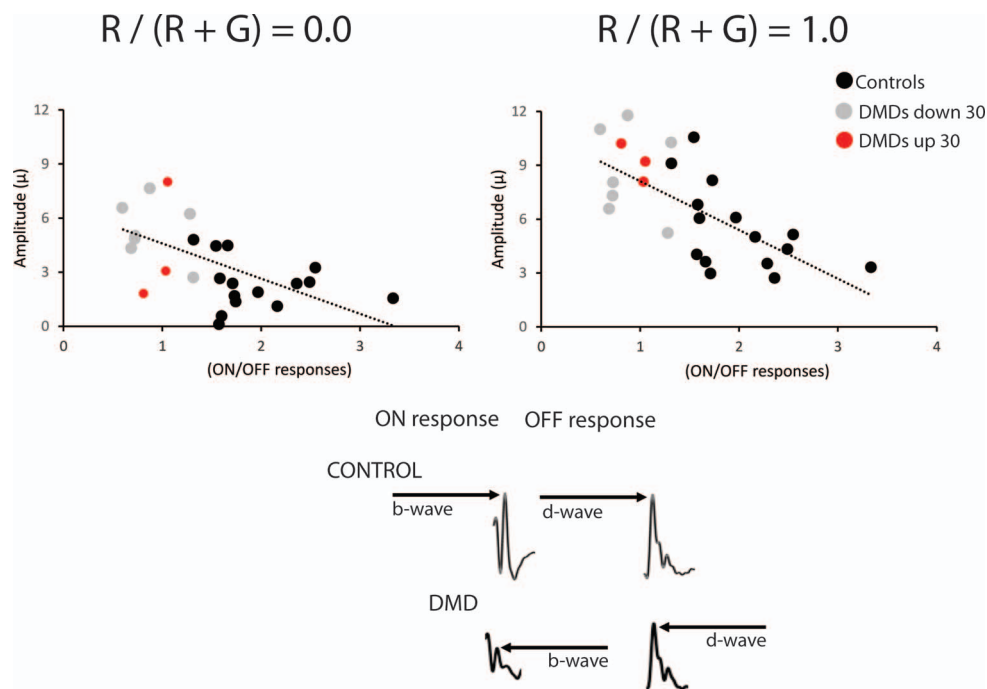 R / (R + G) = 0.0
R / (R + G) = 1.0
Controls
DMDs down 30
DMDs up 30
12
9
6
3
0
Amplitude (μ)
0 1 2 3 4
(ON/OFF responses)
12
9
6
3
0
Amplitude (μ)
0 1 2 3 4
(ON/OFF responses)
ON response OFF response
CONTROL
b-wave d-wave
DMD
b-wave d-wave